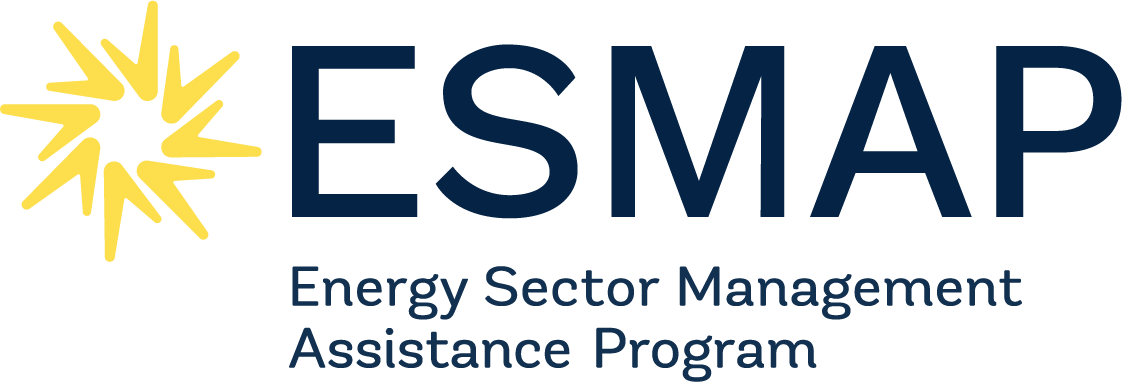 ESMAP
Energy Sector Management
Assistance Program